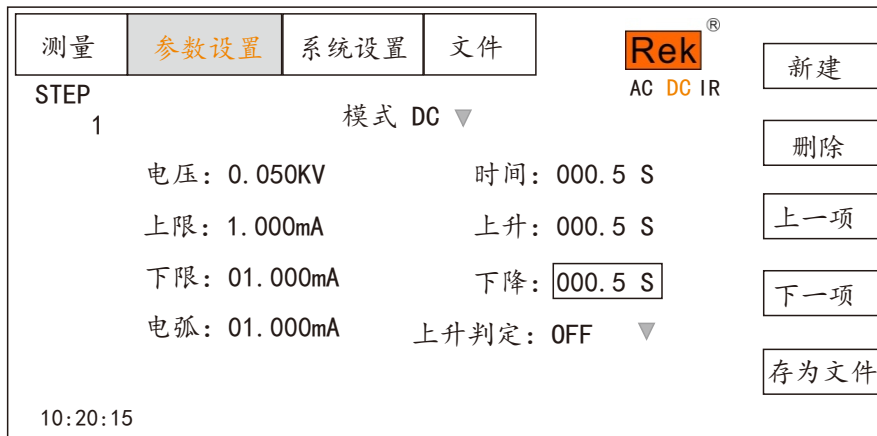 测量 参数设置 系统设置 文件
Rek®
AC DC IR
新建
STEP
1
模式 DC ▼
删除
电压：0.050KV 时间：000.5 S
上限：1.000mA 上升：000.5 S
上一项
下限：01.000mA 下降：000.5 S
下一项
电弧：01.000mA 上升判定：OFF ▼
存为文件
10:20:15